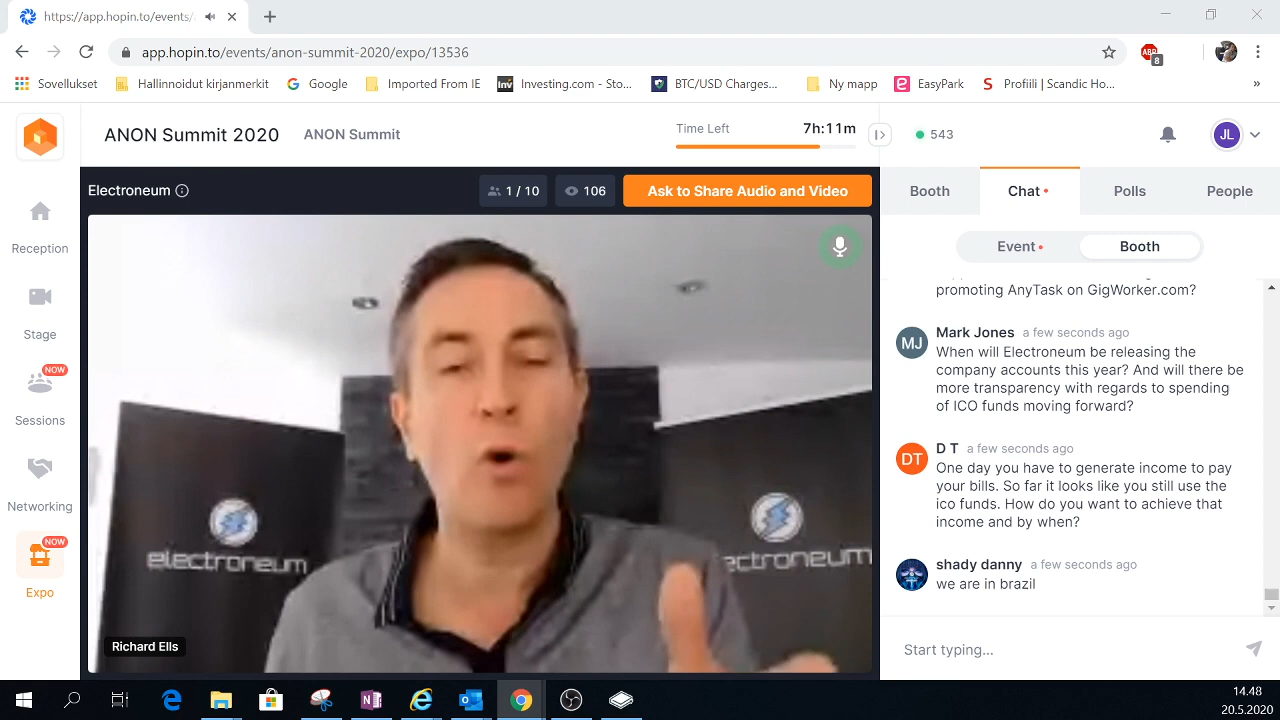 https://app.hopin.to/events/
app.hopin.to/events/anon-summit-2020/expo/13536
ABP
8
Sovellukset
Hallinnoidut kirjanmerkit
Google
Imported From IE
Inv
Investing.com - Sto...
BTC/USD Charges...
Ny mapp
EasyPark
S
Profiili | Scandic Ho...
»
ANON Summit 2020
ANON Summit
Time Left
7h:11m
543
JL
Electroneum
1 / 10
106
Ask to Share Audio and Video
Booth
Chat
Polls
People
Event
Booth
Reception
Stage
NOW
Sessions
Networking
NOW
Expo
electroneum
electroneum
Richard Ells
promoting AnyTask on GigWorker.com?
MJ
Mark Jones a few seconds ago
When will Electroneum be releasing the
company accounts this year? And will there be
more transparency with regards to spending
of ICO funds moving forward?
DT
D T a few seconds ago
One day you have to generate income to pay
your bills. So far it looks like you still use the
ico funds. How do you want to achieve that
income and by when?
shady danny a few seconds ago
we are in brazil
Start typing...
14.48
20.5.2020